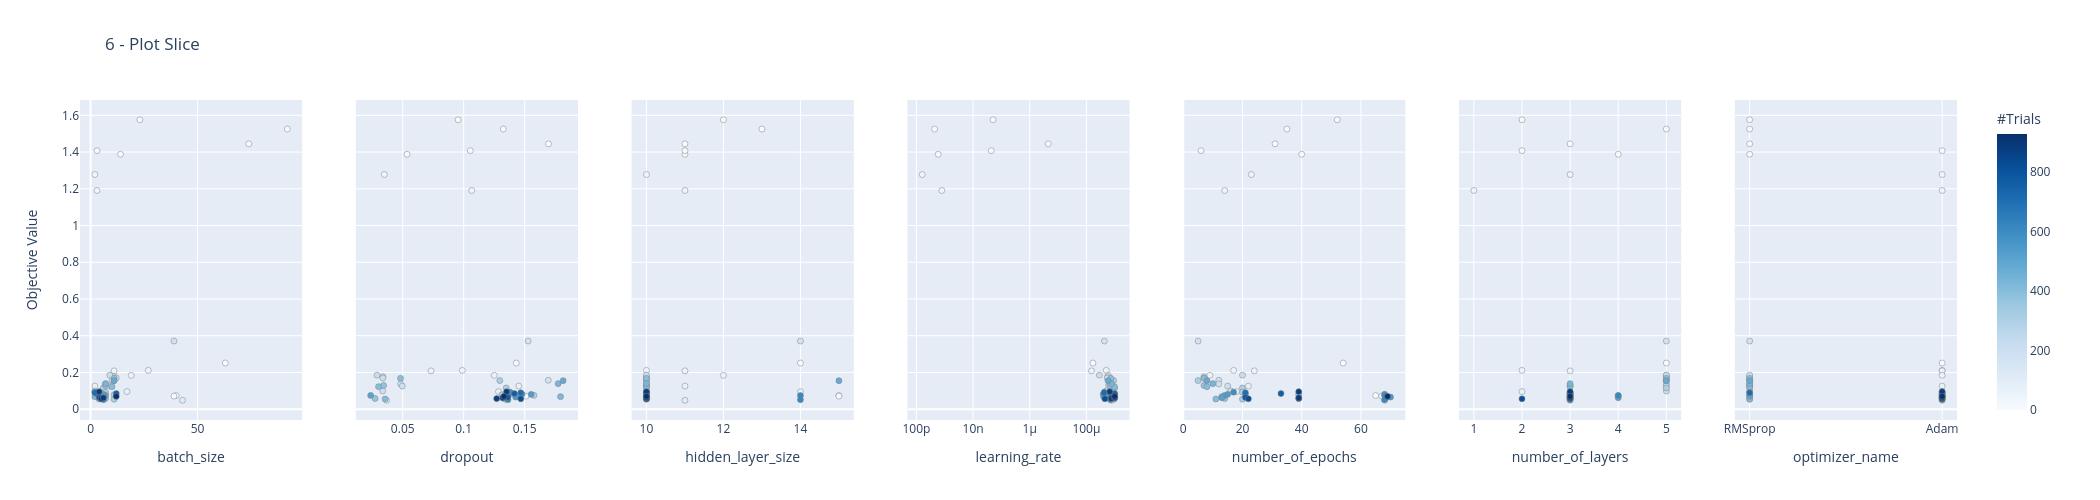 6 - Plot Slice
#Trials
Objective Value
1.6
1.4
1.2
1
0.8
0.6
0.4
0.2
0
800
600
400
200
0
0 50
0.05 0.1 0.15
10 12 14
100p 10n 1μ 100μ
0 20 40 60
1 2 3 4 5
RMSprop Adam
batch_size
dropout
hidden_layer_size
learning_rate
number_of_epochs
number_of_layers
optimizer_name